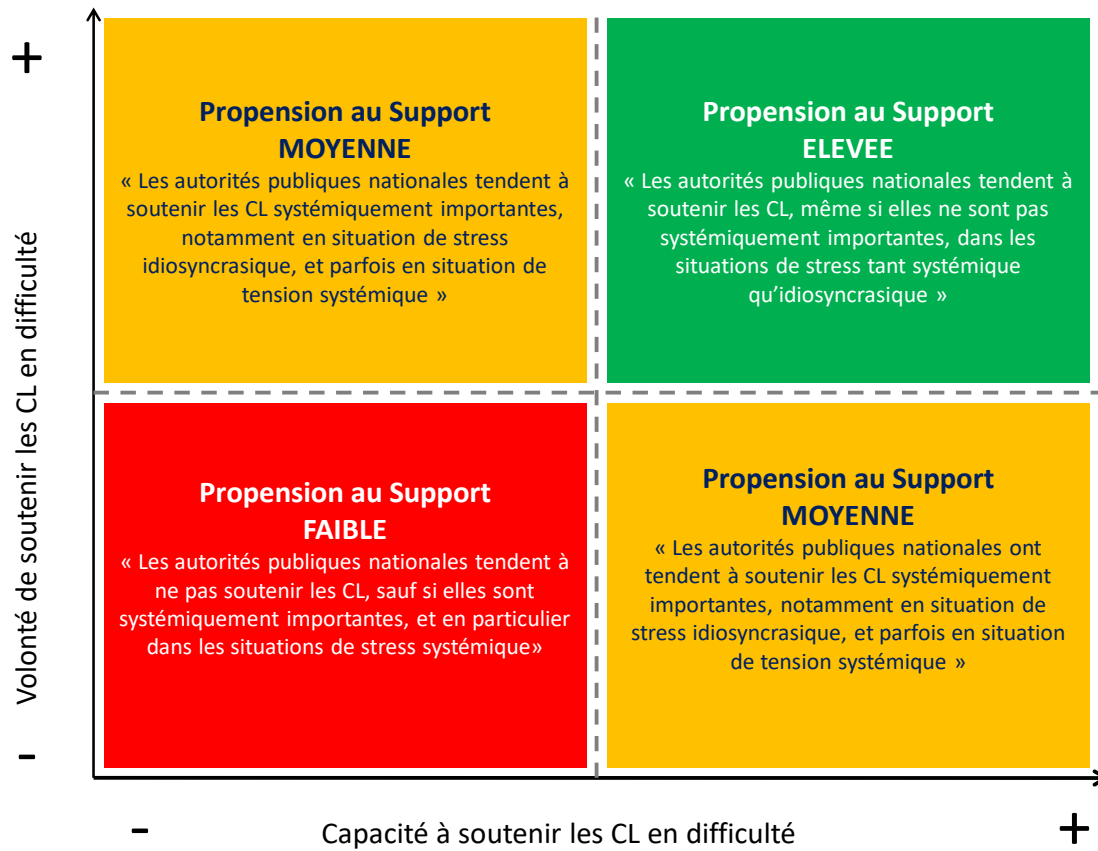 +
Volonté de soutenir les CL en difficulté
-
Propension au Support
MOYENNE
« Les autorités publiques nationales tendent à
soutenir les CL systémiquement importantes,
notamment en situation de stress
idiosyncrasique, et parfois en situation de
tension systémique »
Propension au Support
ELEVEE
« Les autorités publiques nationales tendent à
soutenir les CL, même si elles ne sont pas
systémiquement importantes, dans les
situations de stress tant systémique
qu’idiosyncrasique »
Propension au Support
FAIBLE
« Les autorités publiques nationales tendent à
ne pas soutenir les CL, sauf si elles sont
systémiquement importantes, et en particulier
dans les situations de stress systémique»
Propension au Support
MOYENNE
« Les autorités publiques nationales ont
tendent à soutenir les CL systémiquement
importantes, notamment en situation de
stress idiosyncrasique, et parfois en situation
de tension systémique »
-
Capacité à soutenir les CL en difficulté
+